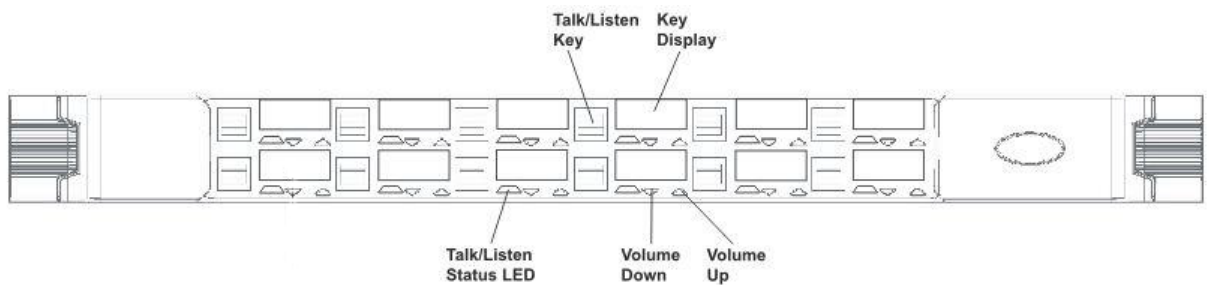 Talk/Listen
Key
Key
Display
Talk/Listen
Status LED
Volume
Down
Volume
Up